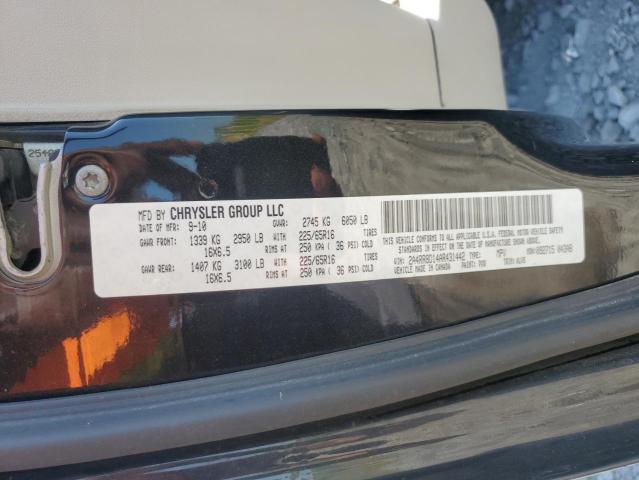 MFD BY CHRYSLER GROUP LLC
DATE OF MFR: 9-10 GVWR: 2745 KG 6050 LB
GAWR FRONT: 1339 KG 2950 LB WITH 225/65R16 TIRES
16X6.5 RIMS AT 250 KPA ( 36 PSI) COLD
GAWR REAR: 1407 KG 3100 LB WITH 225/65R16 TIRES
16X6.5 RIMS AT 250 KPA ( 36 PSI) COLD
THIS VEHICLE CONFORMS TO ALL APPLICABLE U.S.A. FEDERAL MOTOR VEHICLE
SAFETY STANDARDS IN EFFECT ON THE DATE OF MANUFACTURE SHOWN ABOVE
VIN: TYPE: MPV
VEHICLE MADE IN CANADA PAINT: TRIM: